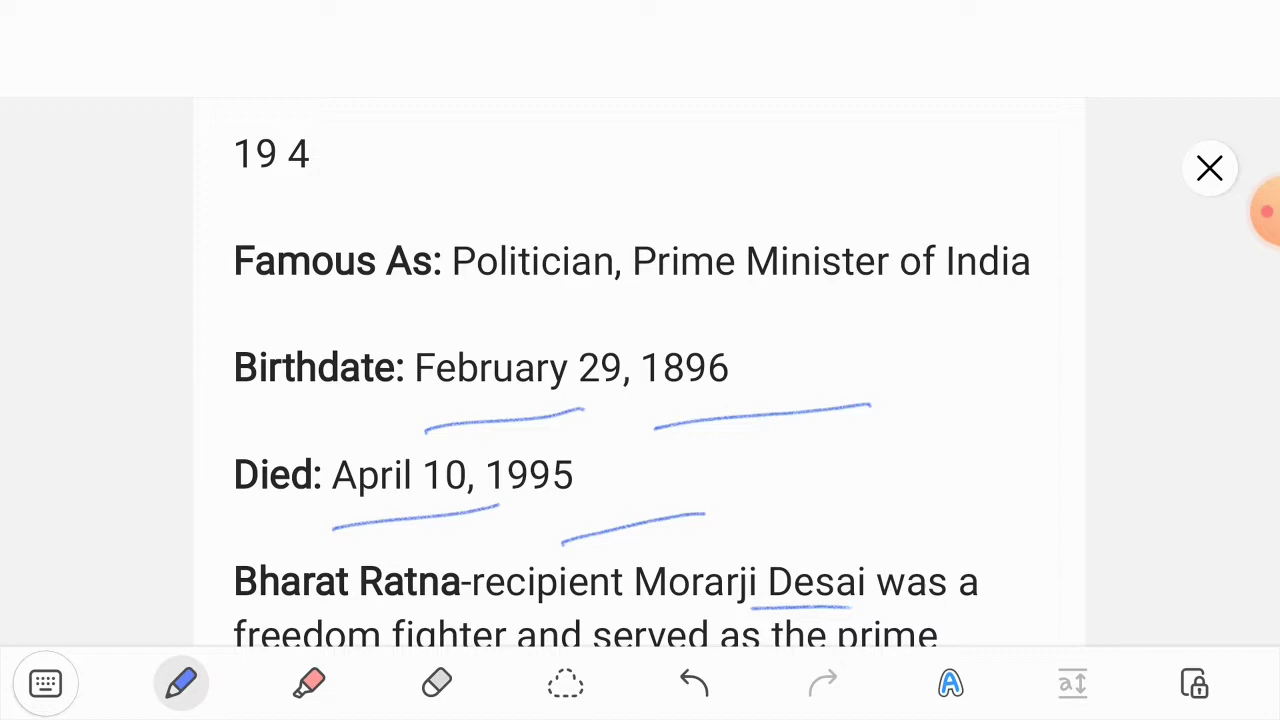 19 4
Famous As: Politician, Prime Minister of India
Birthdate: February 29, 1896
Died: April 10, 1995
Bharat Ratna-recipient Morarji Desai was a
freedom fighter and served as the prime
A
a